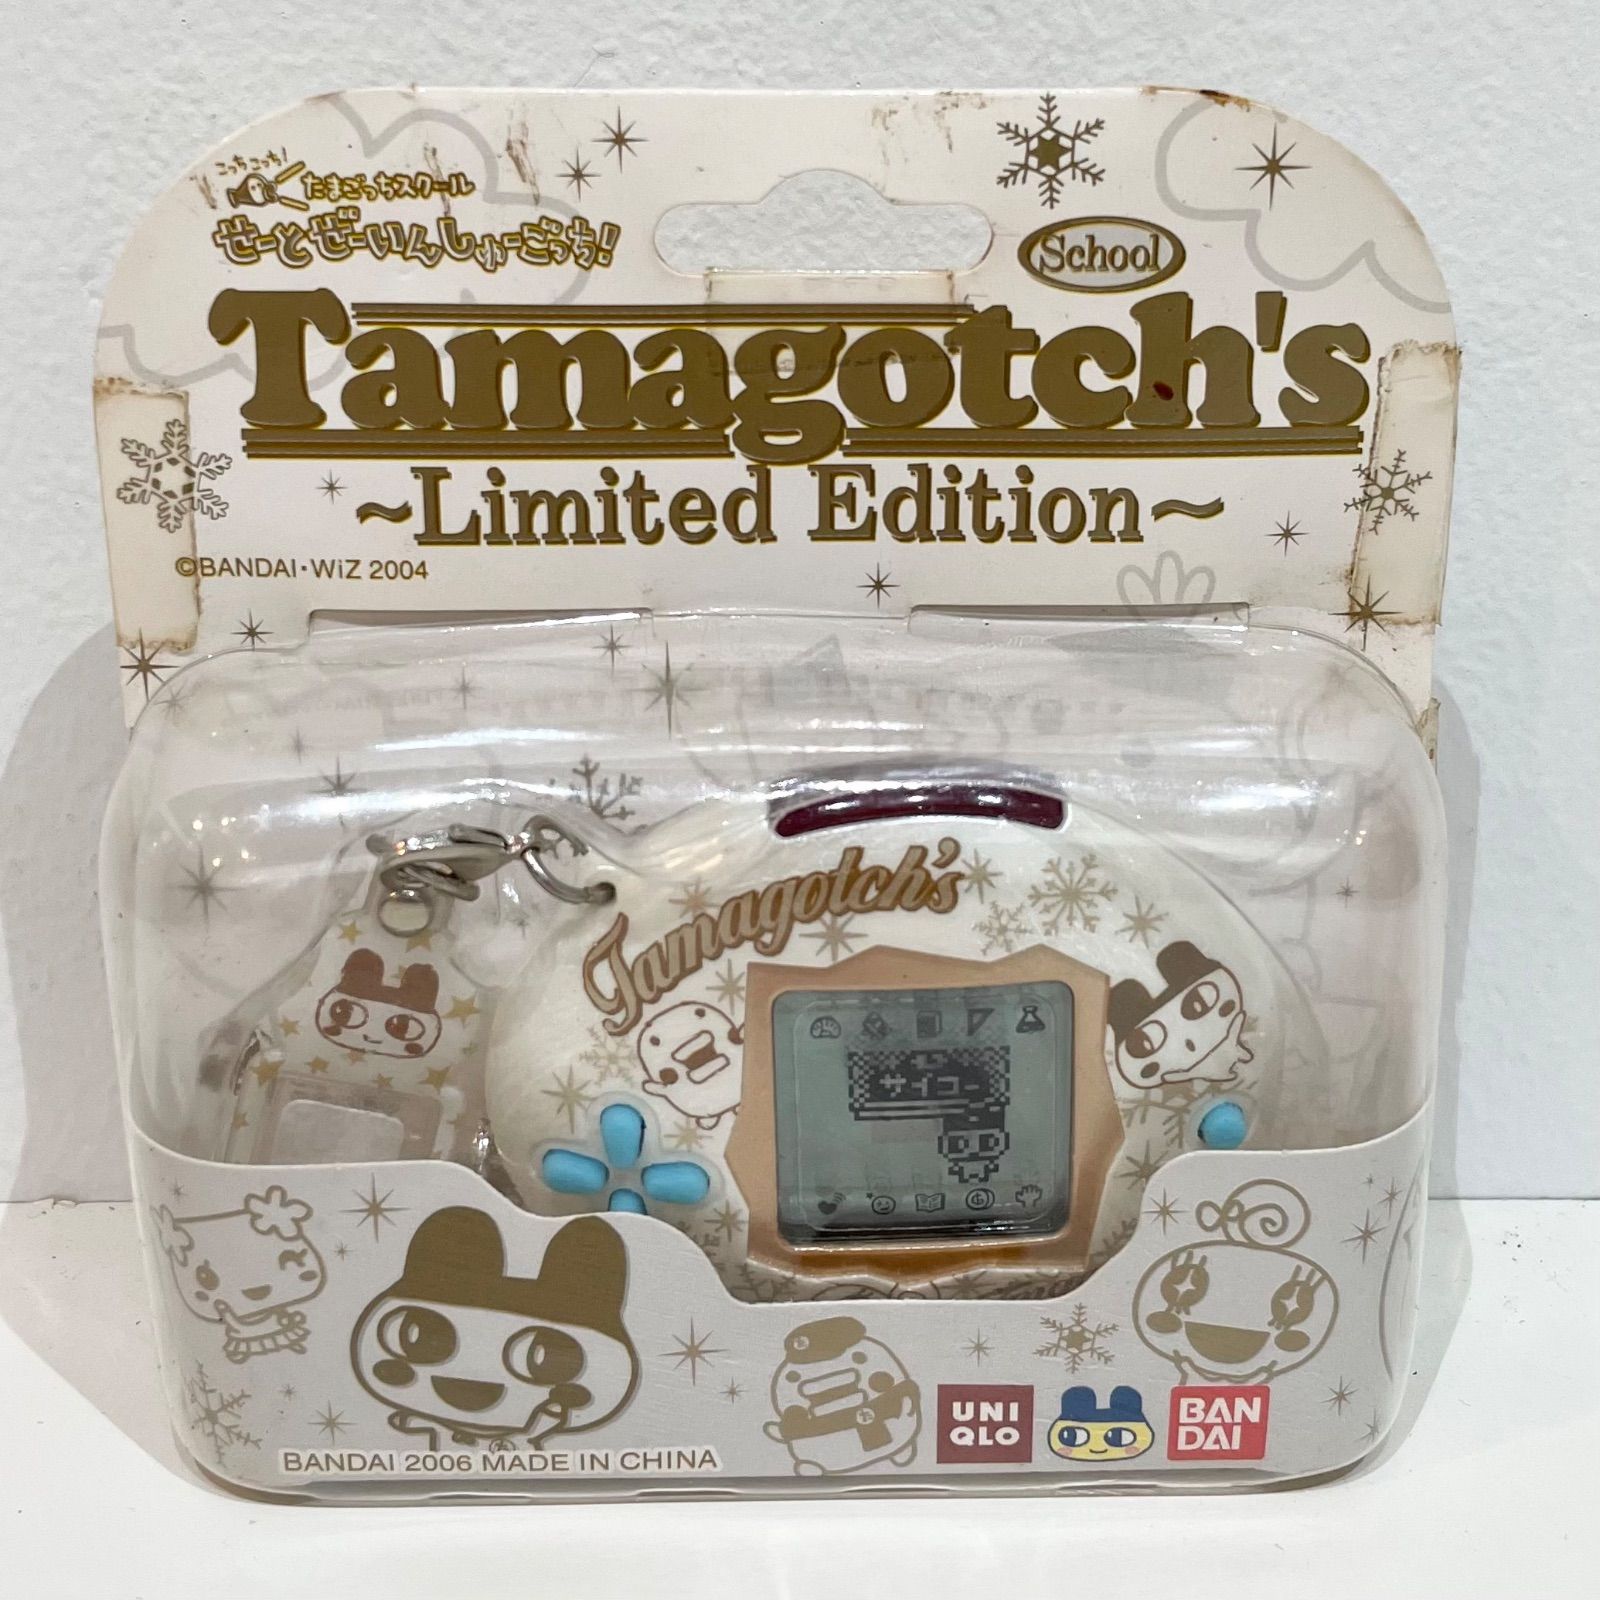 こっちこっち!
たまごっちスクール
せーとぜーいんしゅーごっち!
School
Tamagotch's
~Limited Edition~
©BANDAI・WiZ 2004
Tamagotch's
サイコー
BANDAI 2006 MADE IN CHINA
UNI
QLO
BAN
DAI